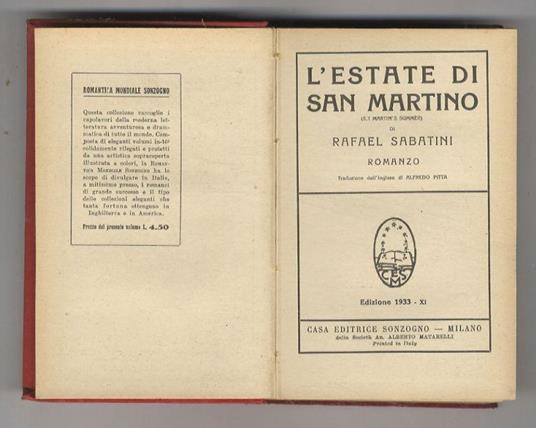 ROMANTICA MONDIALE SONZOGNO
Questa collezione raccoglie i
capolavori della moderna let-
teratura avventurosa e dram-
matica di tutto il mondo. Com-
posta di eleganti volumi in-16°
solidamente rilegati e protetti
da una artistica sopracoperta
illustrata a colori, la ROMAN-
TICA MONDIALE SONZOGNO ha lo
scopo di divulgare in Italia,
a mitissimo prezzo, i romanzi
di grande successo e il tipo
delle collezioni eleganti che
tanta fortuna ottengono in
Inghilterra e in America.
Prezzo del presente volume L. 4.50
L'ESTATE DI
SAN MARTINO
(S.T MARTIN'S SUMMER)
DI
RAFAEL SABATINI
ROMANZO
Traduzione dall'inglese di ALFREDO PITTA
CESMS
Edizione 1933 - XI
CASA EDITRICE SONZOGNO — MILANO
della Società An. ALBERTO MATARELLI
Printed in Italy